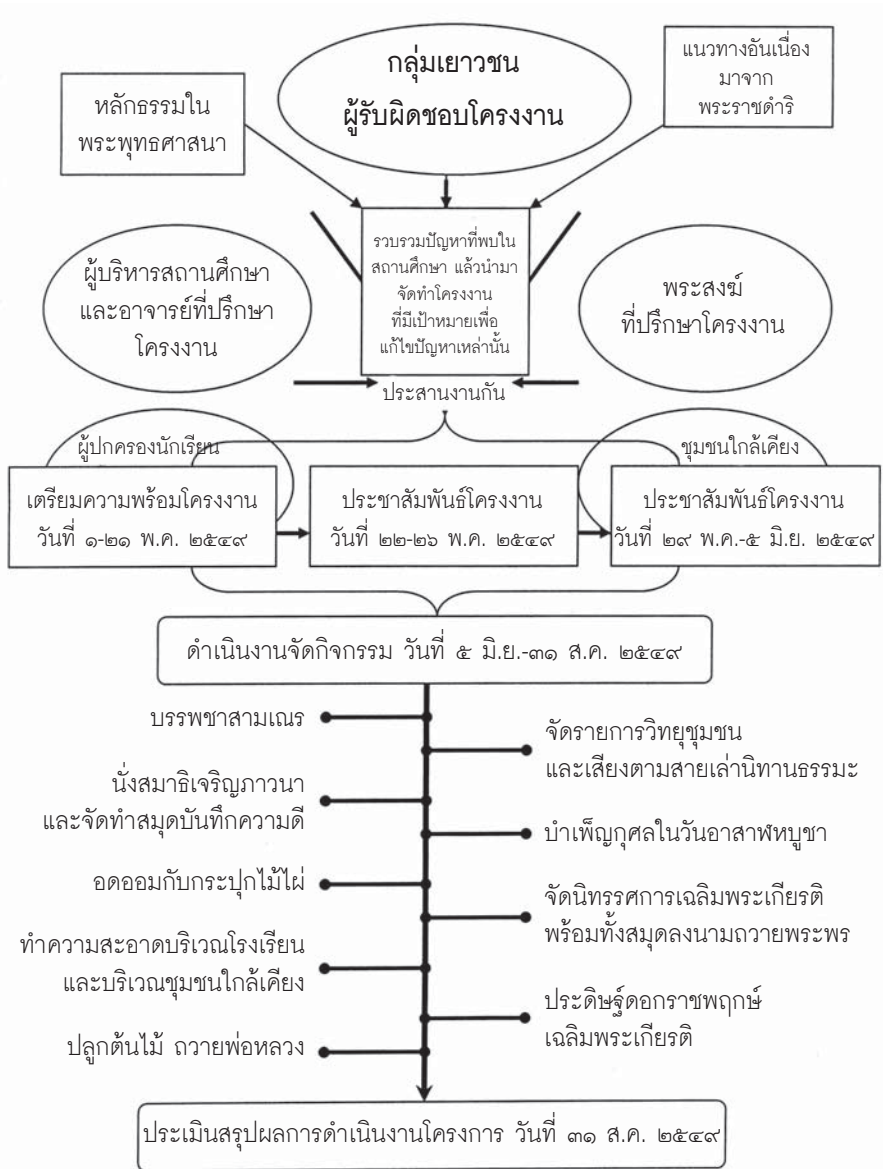 กลุ่มเยาวชน
ผู้รับผิดชอบโครงงาน
แนวทางอันเนื่อง
มาจาก
พระราชดำริ
หลักธรรมใน
พระพุทธศาสนา
รวบรวมปัญหาที่พบใน
สถานศึกษา แล้วนำมา
จัดทำโครงงาน
ที่มีเป้าหมายเพื่อ
แก้ไขปัญหาเหล่านั้น
ผู้บริหารสถานศึกษา
และอาจารย์ที่ปรึกษา
โครงงาน
พระสงฆ์
ที่ปรึกษาโครงงาน
ประสานงานกัน
ผู้ปกครองนักเรียน
ชุมชนใกล้เคียง
เตรียมความพร้อมโครงงาน
วันที่ ๑-๒๑ พ.ค. ๒๕๔๙
ประชาสัมพันธ์โครงงาน
วันที่ ๒๒-๒๖ พ.ค. ๒๕๔๙
ประชาสัมพันธ์โครงงาน
วันที่ ๒๙ พ.ค.-๕ มิ.ย. ๒๕๔๙
ดำเนินงานจัดกิจกรรม วันที่ ๕ มิ.ย.-๓๑ ส.ค. ๒๕๔๙
บรรพชาสามเณร
จัดรายการวิทยุชุมชน
และเสียงตามสายเล่านิทานธรรมะ
นั่งสมาธิเจริญภาวนา
และจัดทำสมุดบันทึกความดี
บำเพ็ญกุศลในวันอาสาฬหบูชา
อดออมกับกระปุกไม้ไผ่
จัดนิทรรศการเฉลิมพระเกียรติ
พร้อมทั้งสมุดลงนามถวายพระพร
ทำความสะอาดบริเวณโรงเรียน
และบริเวณชุมชนใกล้เคียง
ประดิษฐ์ดอกราชพฤกษ์
เฉลิมพระเกียรติ
ปลูกต้นไม้ ถวายพ่อหลวง
ประเมินสรุปผลการดำเนินงานโครงการ วันที่ ๓๑ ส.ค. ๒๕๔๙